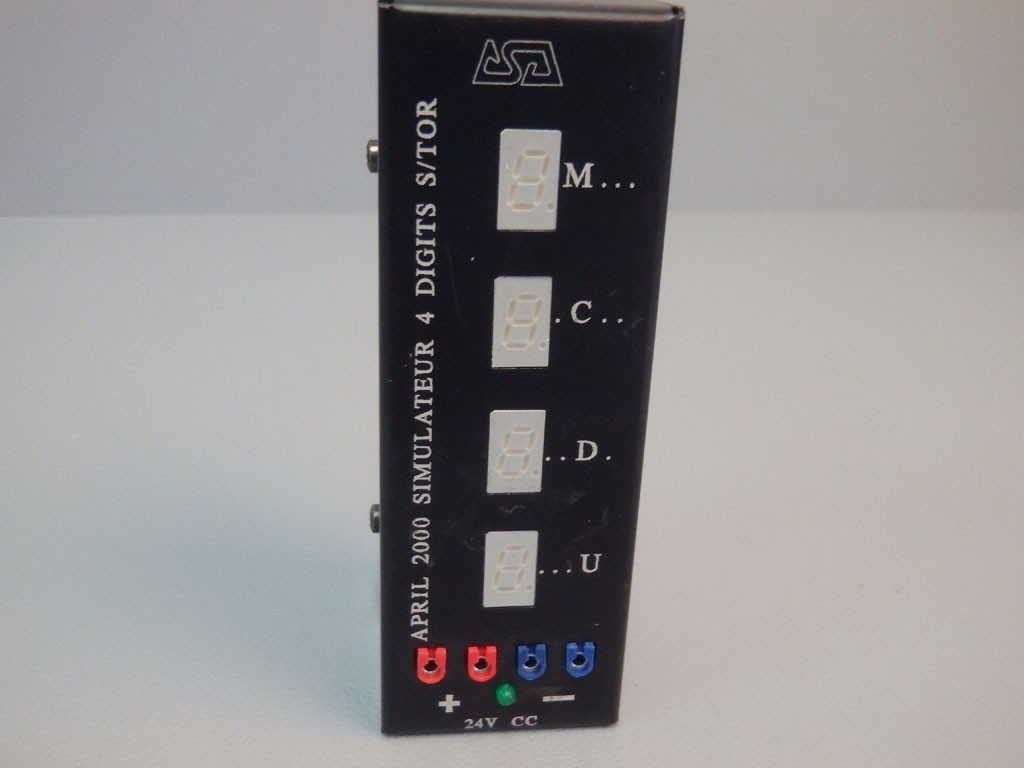 APRIL 2000 SIMULATEUR 4 DIGITS S/TOR
M...
.C..
..D.
...U
+ −
24V CC